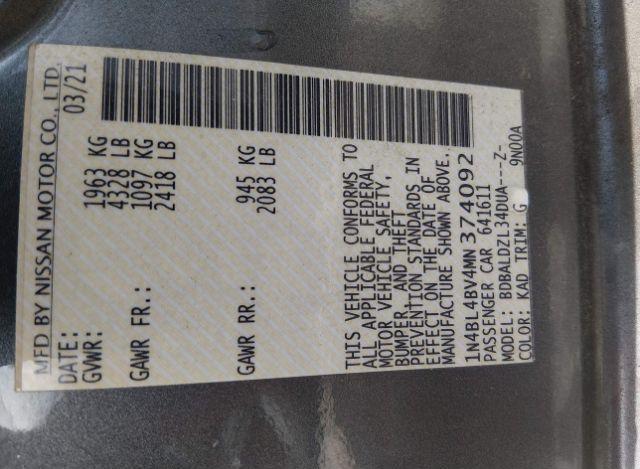 MFD BY NISSAN MOTOR CO., LTD.
DATE: 03/21
GVWR: 1963 KG
4328 LB
GAWR FR.: 1097 KG
2418 LB
GAWR RR.: 945 KG
2083 LB
THIS VEHICLE CONFORMS TO
ALL APPLICABLE FEDERAL
MOTOR VEHICLE SAFETY,
BUMPER, AND THEFT
PREVENTION STANDARDS IN
EFFECT ON THE DATE OF
MANUFACTURE SHOWN ABOVE.
1N4BL4BV4MN374092
PASSENGER CAR 641611
MODEL: BDBALDZL34DUA---Z-
COLOR: KAD TRIM: G 9N00A